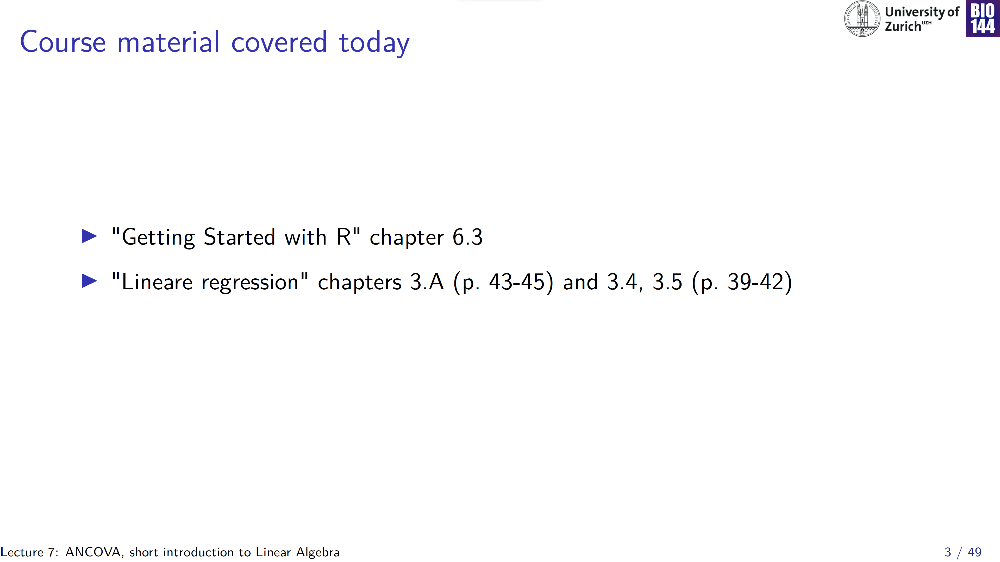 University of
Zurich UZH
BIO
144
Course material covered today
"Getting Started with R" chapter 6.3
"Lineare regression" chapters 3.A (p. 43-45) and 3.4, 3.5 (p. 39-42)
Lecture 7: ANCOVA, short introduction to Linear Algebra
3 / 49